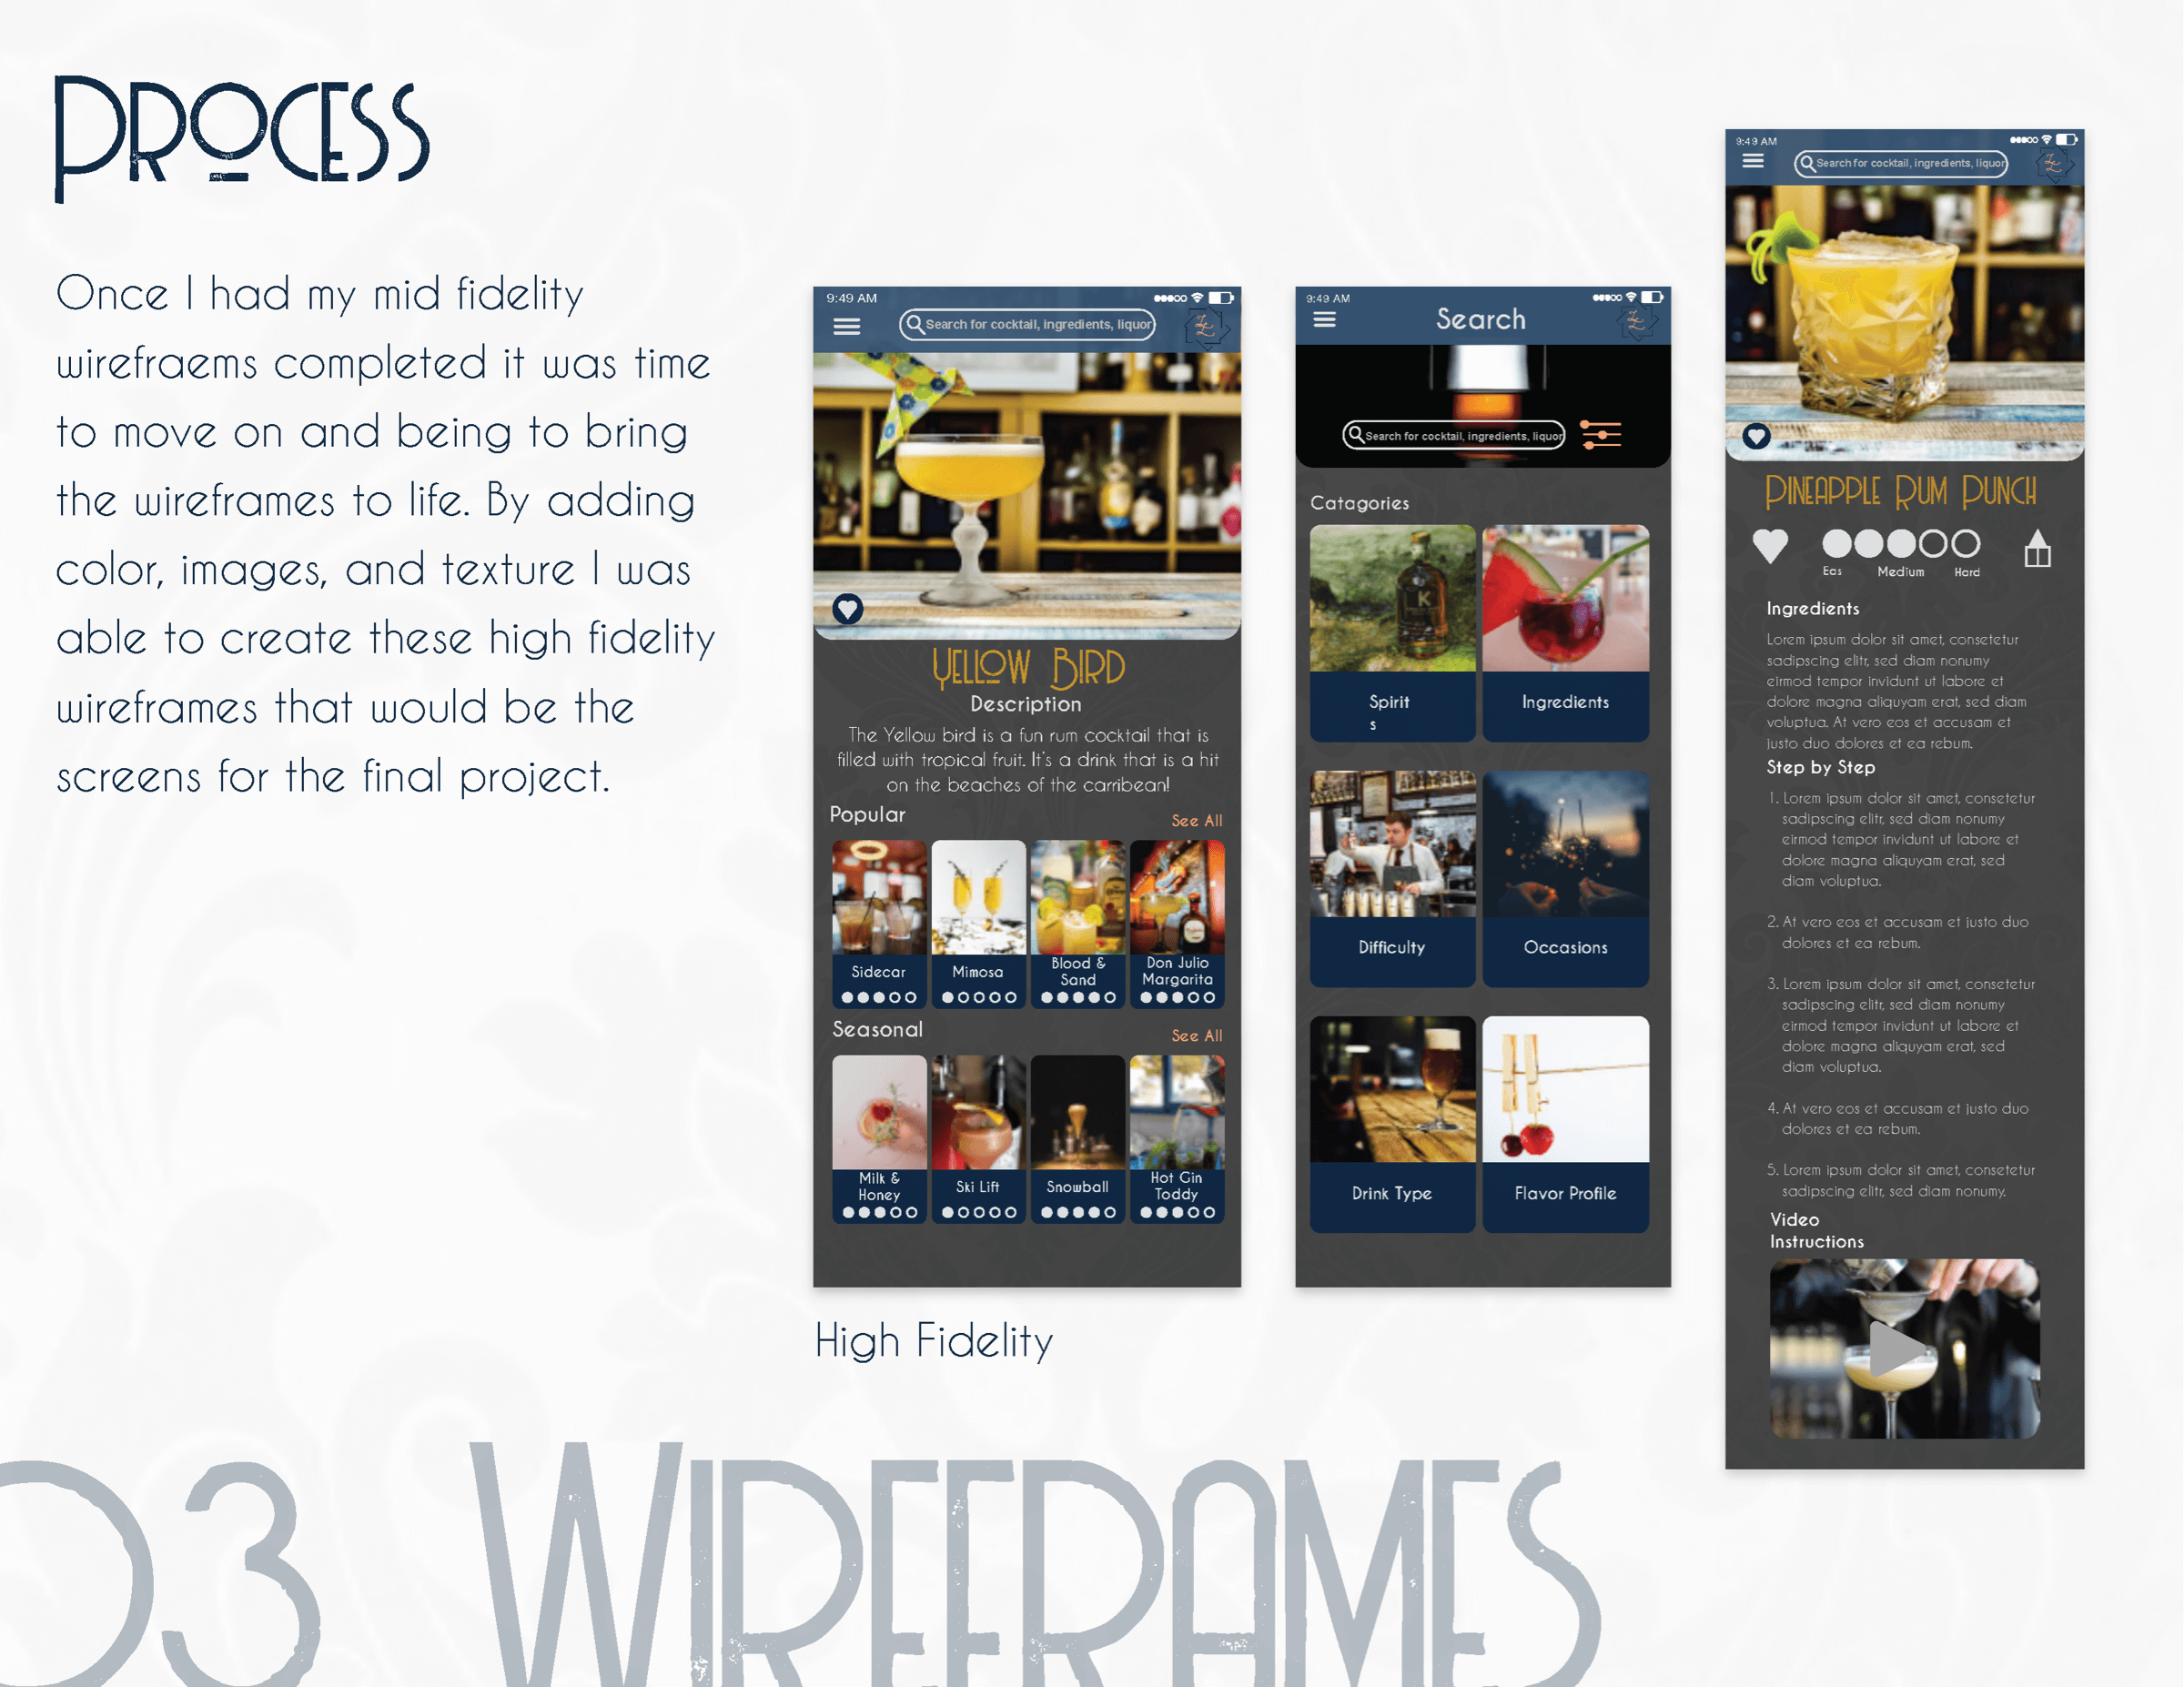 PROCESS
Once I had my mid fidelity
wirefraems completed it was time
to move on and being to bring
the wireframes to life. By adding
color, images, and texture I was
able to create these high fidelity
wireframes that would be the
screens for the final project.
9:49 AM
Search for cocktail, ingredients, liquor
YELLOW BIRD
Description
The Yellow bird is a fun rum cocktail that is
filled with tropical fruit. It's a drink that is a hit
on the beaches of the carribean!
Popular
See All
Sidecar
Mimosa
Blood &
Sand
Don Julio
Margarita
Seasonal
See All
Milk &
Honey
Ski Lift
Snowball
Hot Gin
Toddy
High Fidelity
9:49 AM
Search
Search for cocktail, ingredients, liquor
Catagories
Spirit
s
Ingredients
Difficulty
Occasions
Drink Type
Flavor Profile
9:49 AM
Search for cocktail, ingredients, liquor
PINEAPPLE RUM PUNCH
Eas
Medium
Hard
Ingredients
Lorem ipsum dolor sit amet, consetetur
sadipscing elitr, sed diam nonumy
eirmod tempor invidunt ut labore et
dolore magna aliquyam erat, sed diam
voluptua. At vero eos et accusam et
justo duo dolores et ea rebum.
Step by Step
1. Lorem ipsum dolor sit amet, consetetur
sadipscing elitr, sed diam nonumy
eirmod tempor invidunt ut labore et
dolore magna aliquyam erat, sed
diam voluptua.
2. At vero eos et accusam et justo duo
dolores et ea rebum.
3. Lorem ipsum dolor sit amet, consetetur
sadipscing elitr, sed diam nonumy
eirmod tempor invidunt ut labore et
dolore magna aliquyam erat, sed
diam voluptua.
4. At vero eos et accusam et justo duo
dolores et ea rebum.
5. Lorem ipsum dolor sit amet, consetetur
sadipscing elitr, sed diam nonumy.
Video
Instructions
03 WIREFRAMES